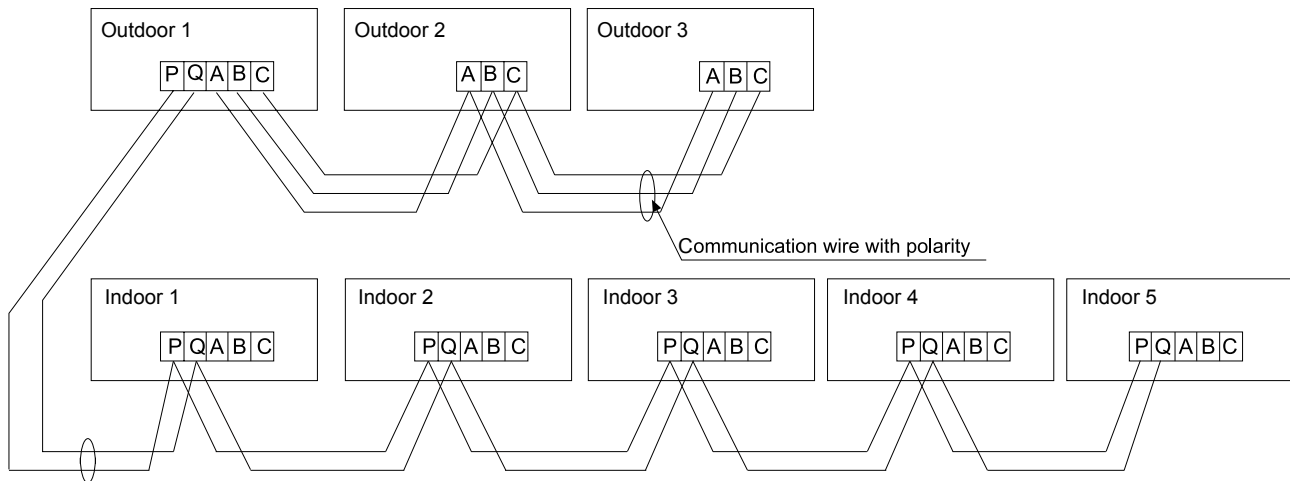 Outdoor 1
Outdoor 2
Outdoor 3
P Q A B C
A B C
A B C
Communication wire with polarity
Indoor 1
Indoor 2
Indoor 3
Indoor 4
Indoor 5
P Q A B C
P Q A B C
P Q A B C
P Q A B C
P Q A B C